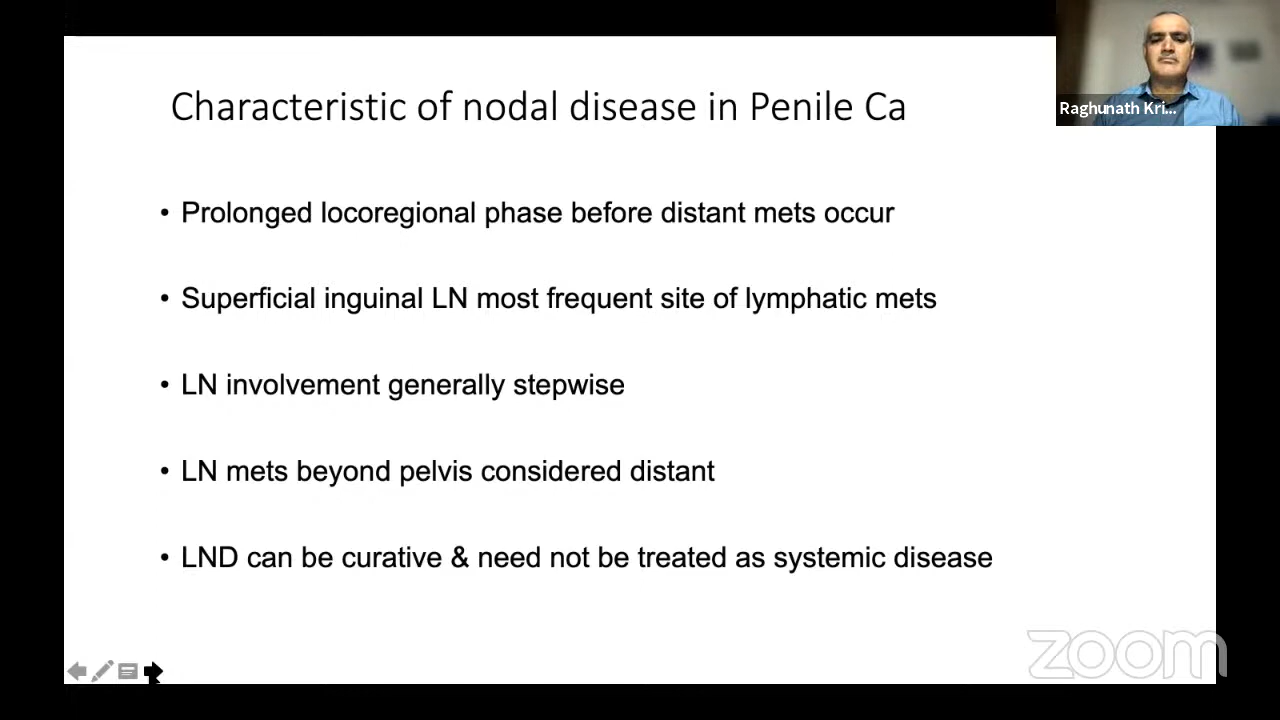 Characteristic of nodal disease in Penile Ca
Raghunath Kri...
• Prolonged locoregional phase before distant mets occur
• Superficial inguinal LN most frequent site of lymphatic mets
• LN involvement generally stepwise
• LN mets beyond pelvis considered distant
• LND can be curative & need not be treated as systemic disease
zoom